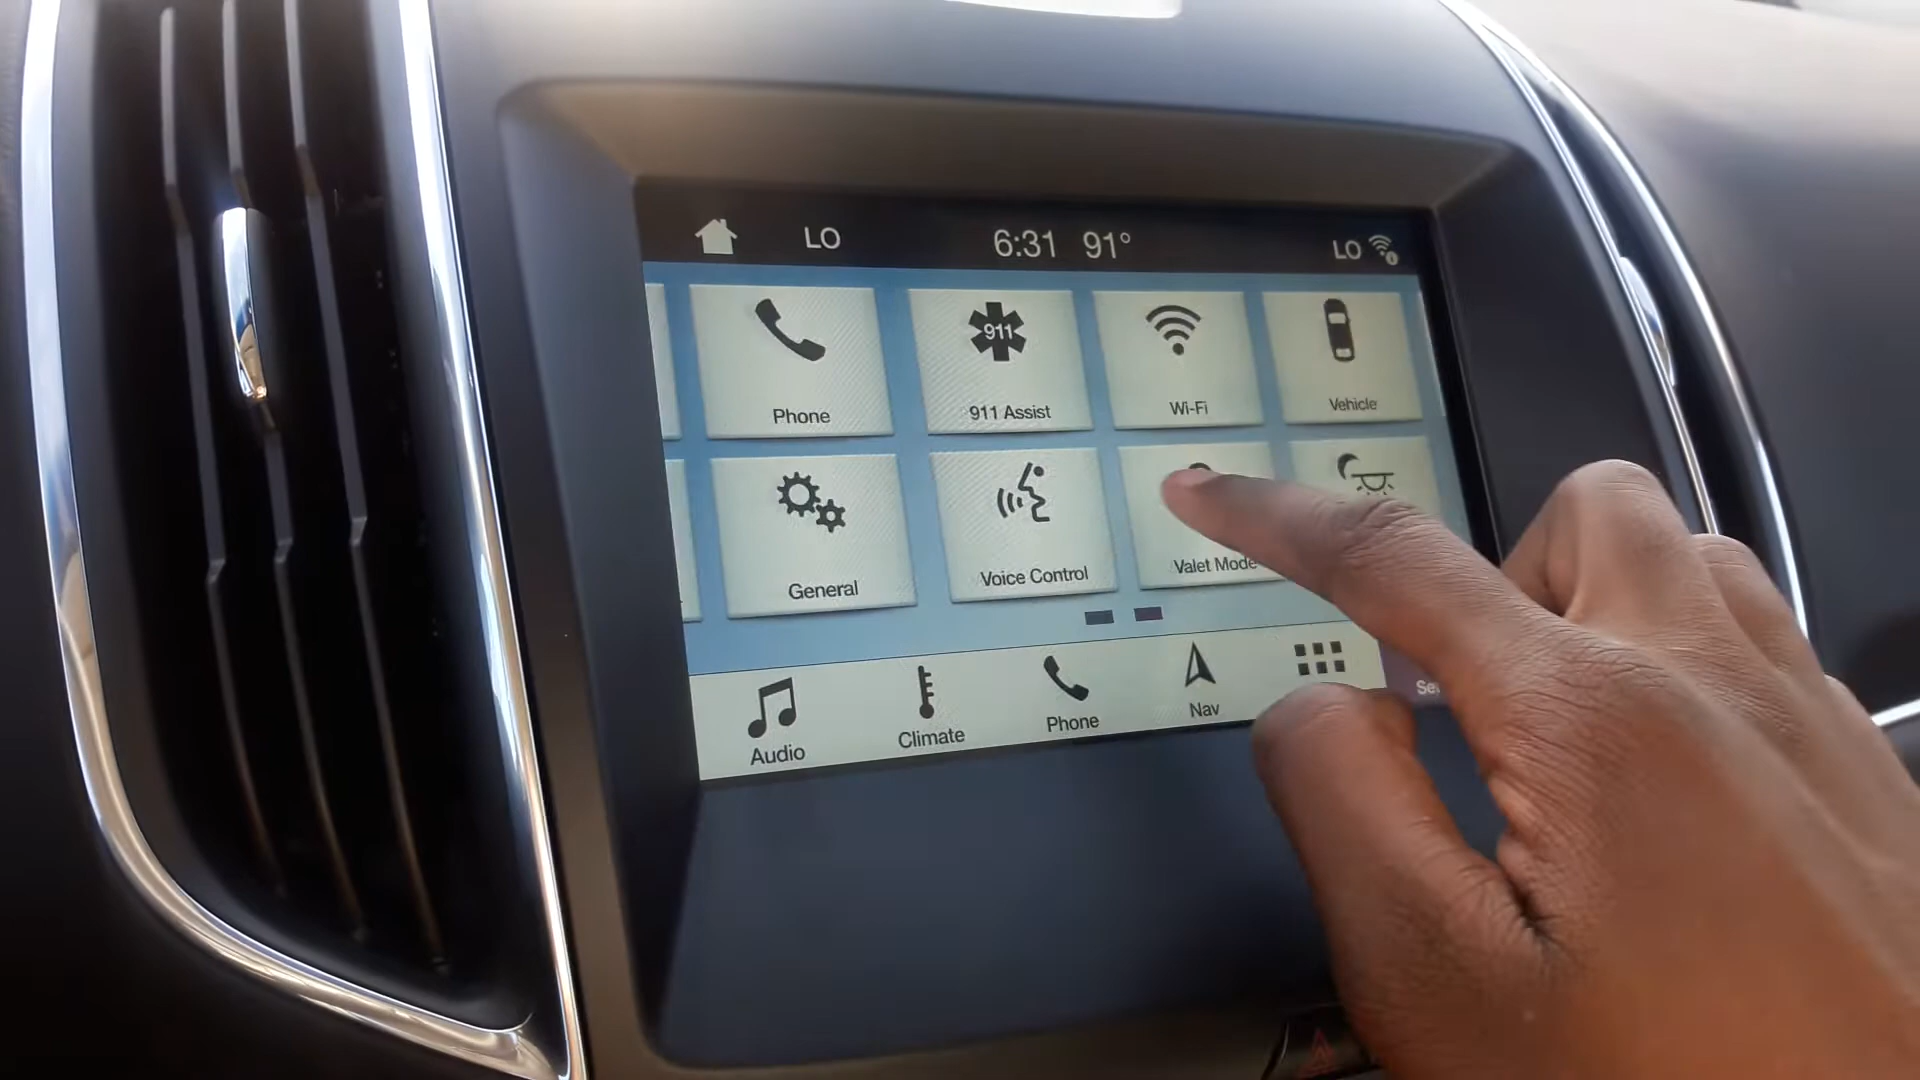 LO 6:31 91° LO
Phone
911
911 Assist
Wi-Fi
Vehicle
General
Voice Control
Valet Mode
Audio
Climate
Phone
Nav